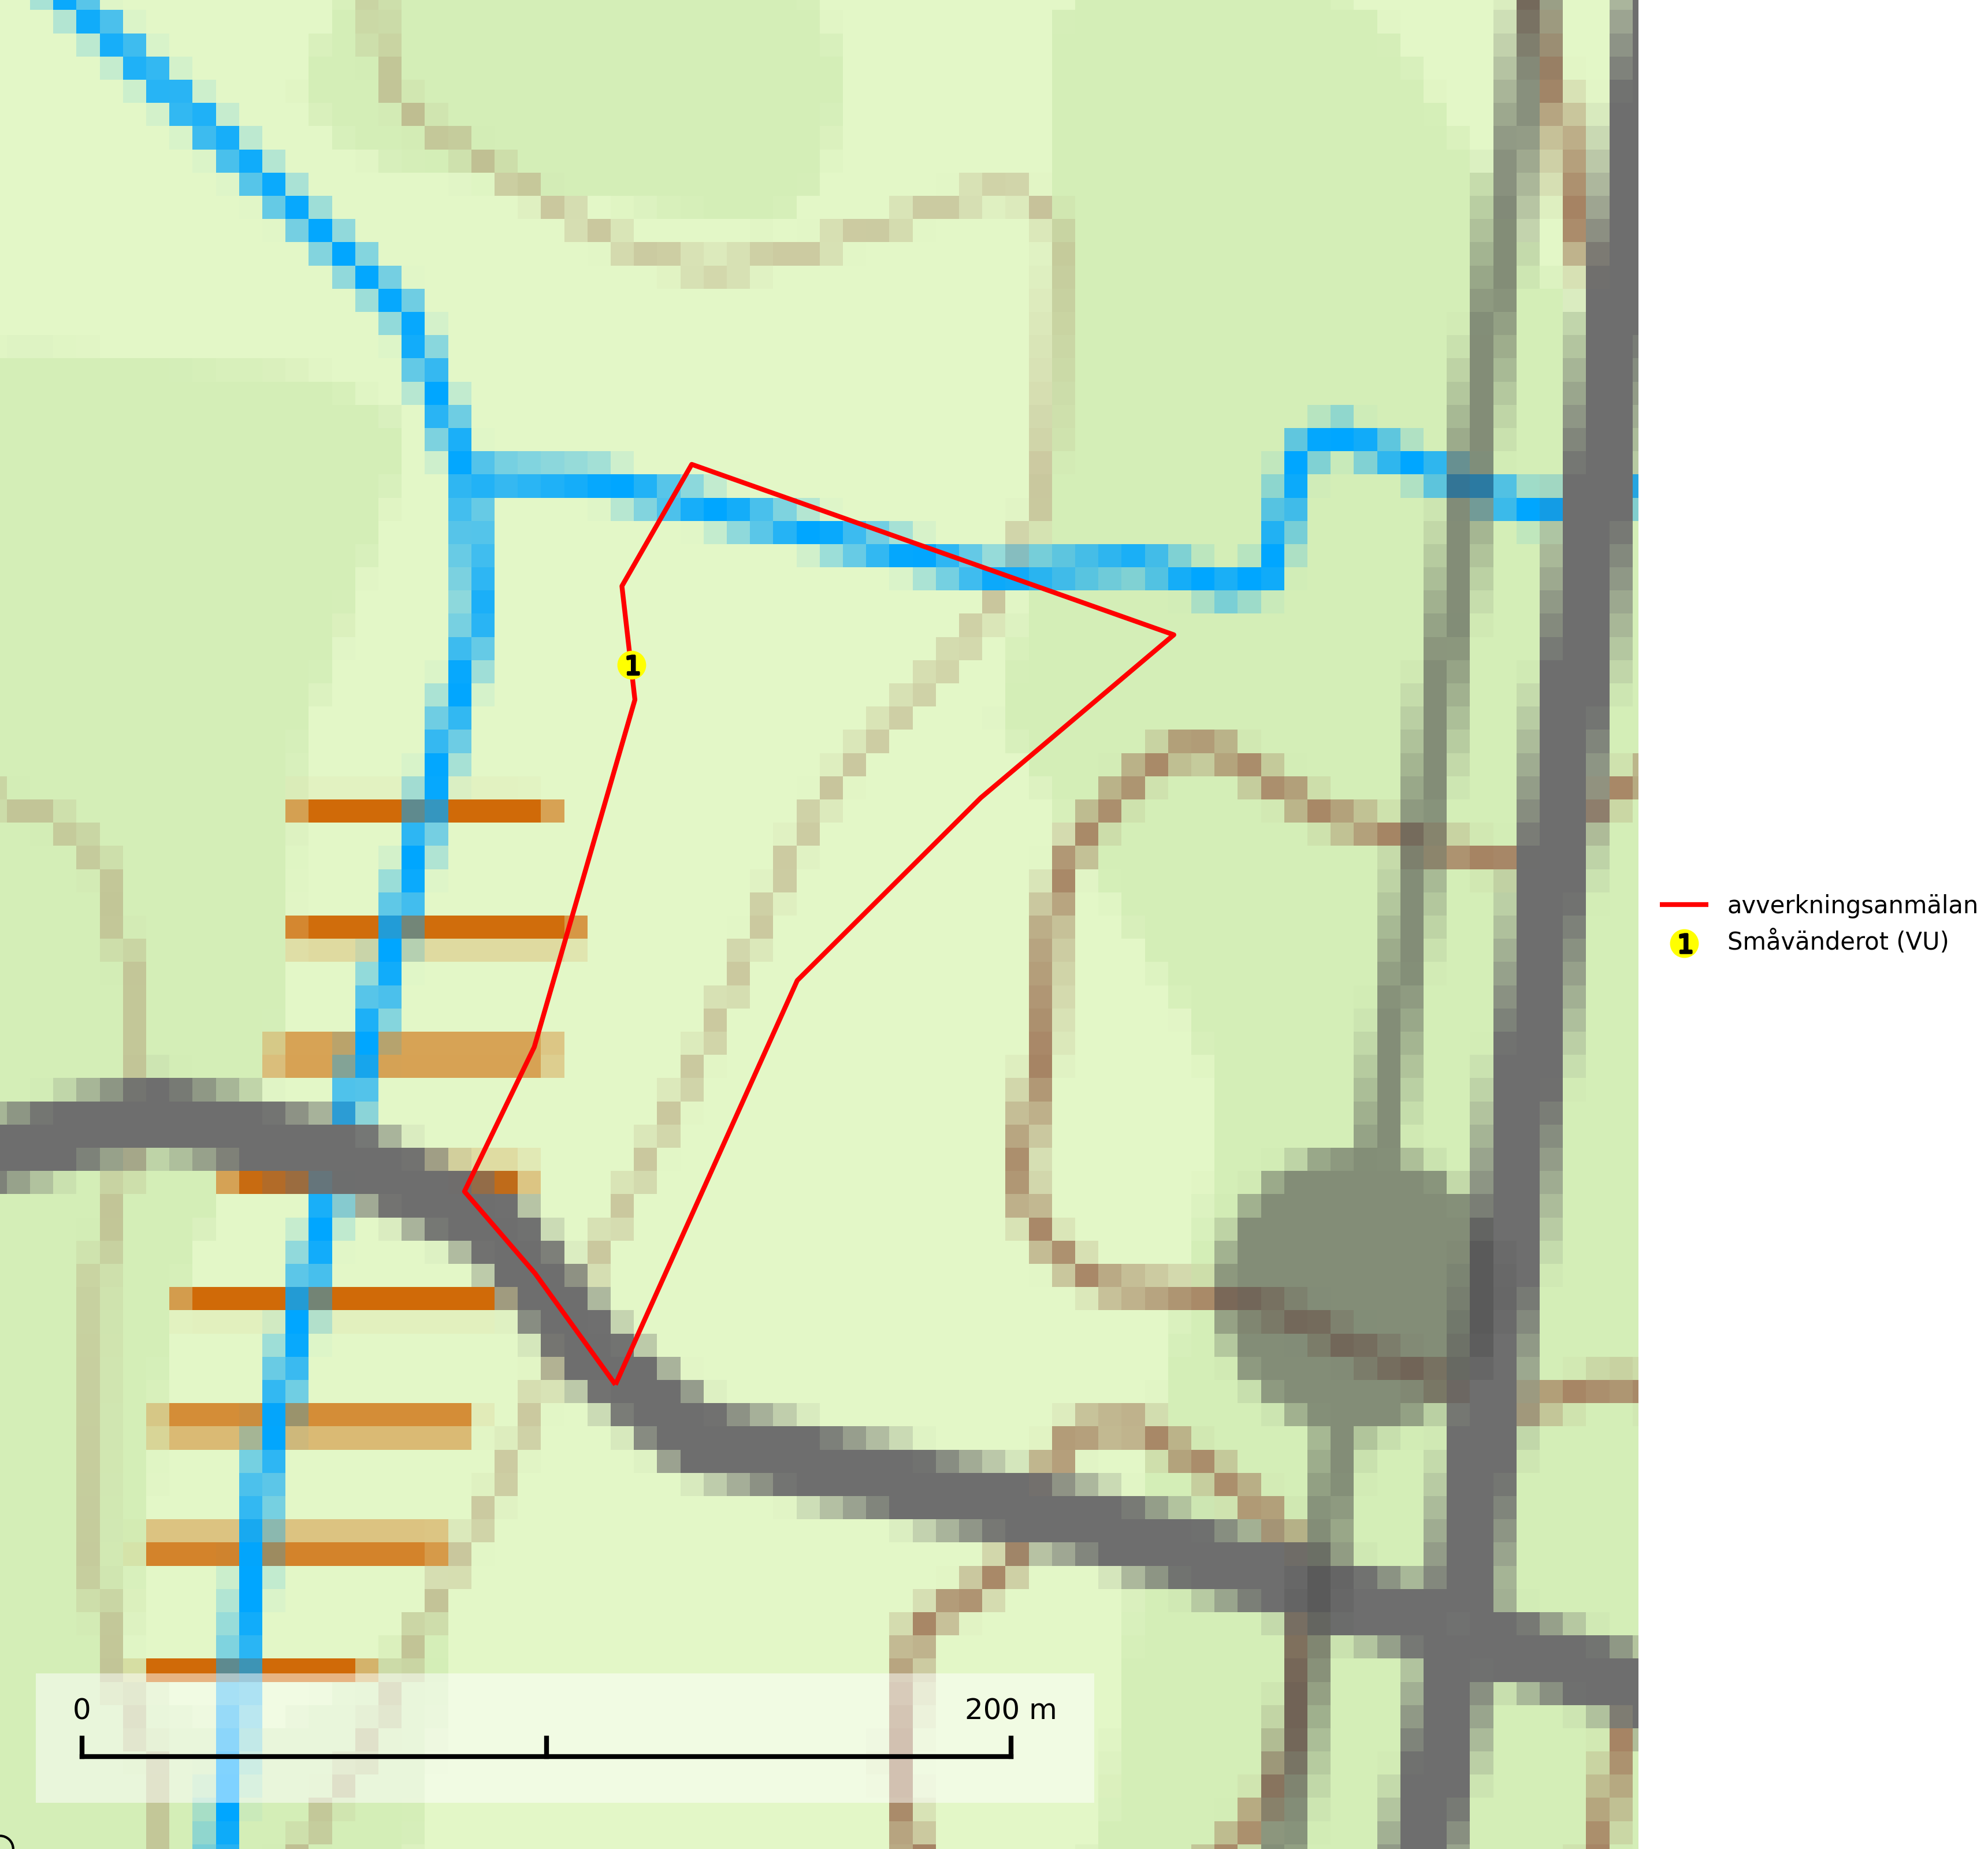 1
avverkningsanmälan
1 Småvänderot (VU)
0 200 m